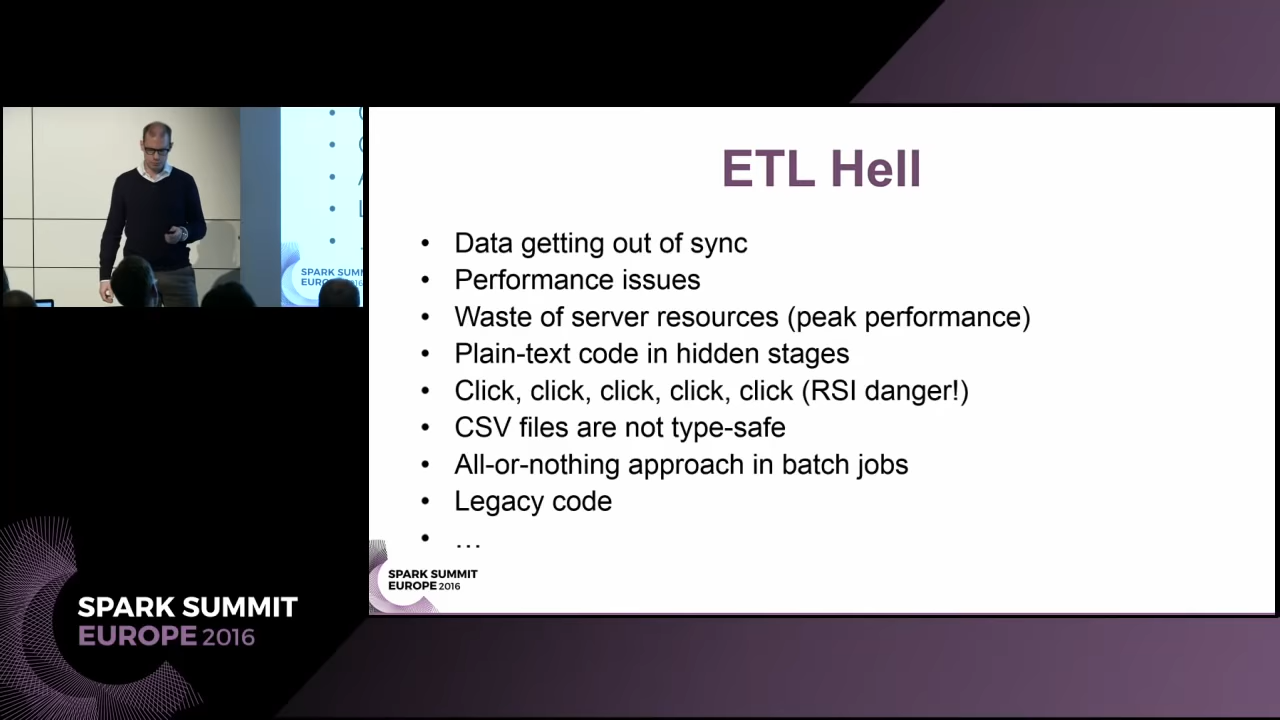 ETL Hell
• Data getting out of sync
• Performance issues
• Waste of server resources (peak performance)
• Plain-text code in hidden stages
• Click, click, click, click, click (RSI danger!)
• CSV files are not type-safe
• All-or-nothing approach in batch jobs
• Legacy code
• …
SPARK SUMMIT
EUROPE 2016
SPARK SUMMIT
EUROPE 2016